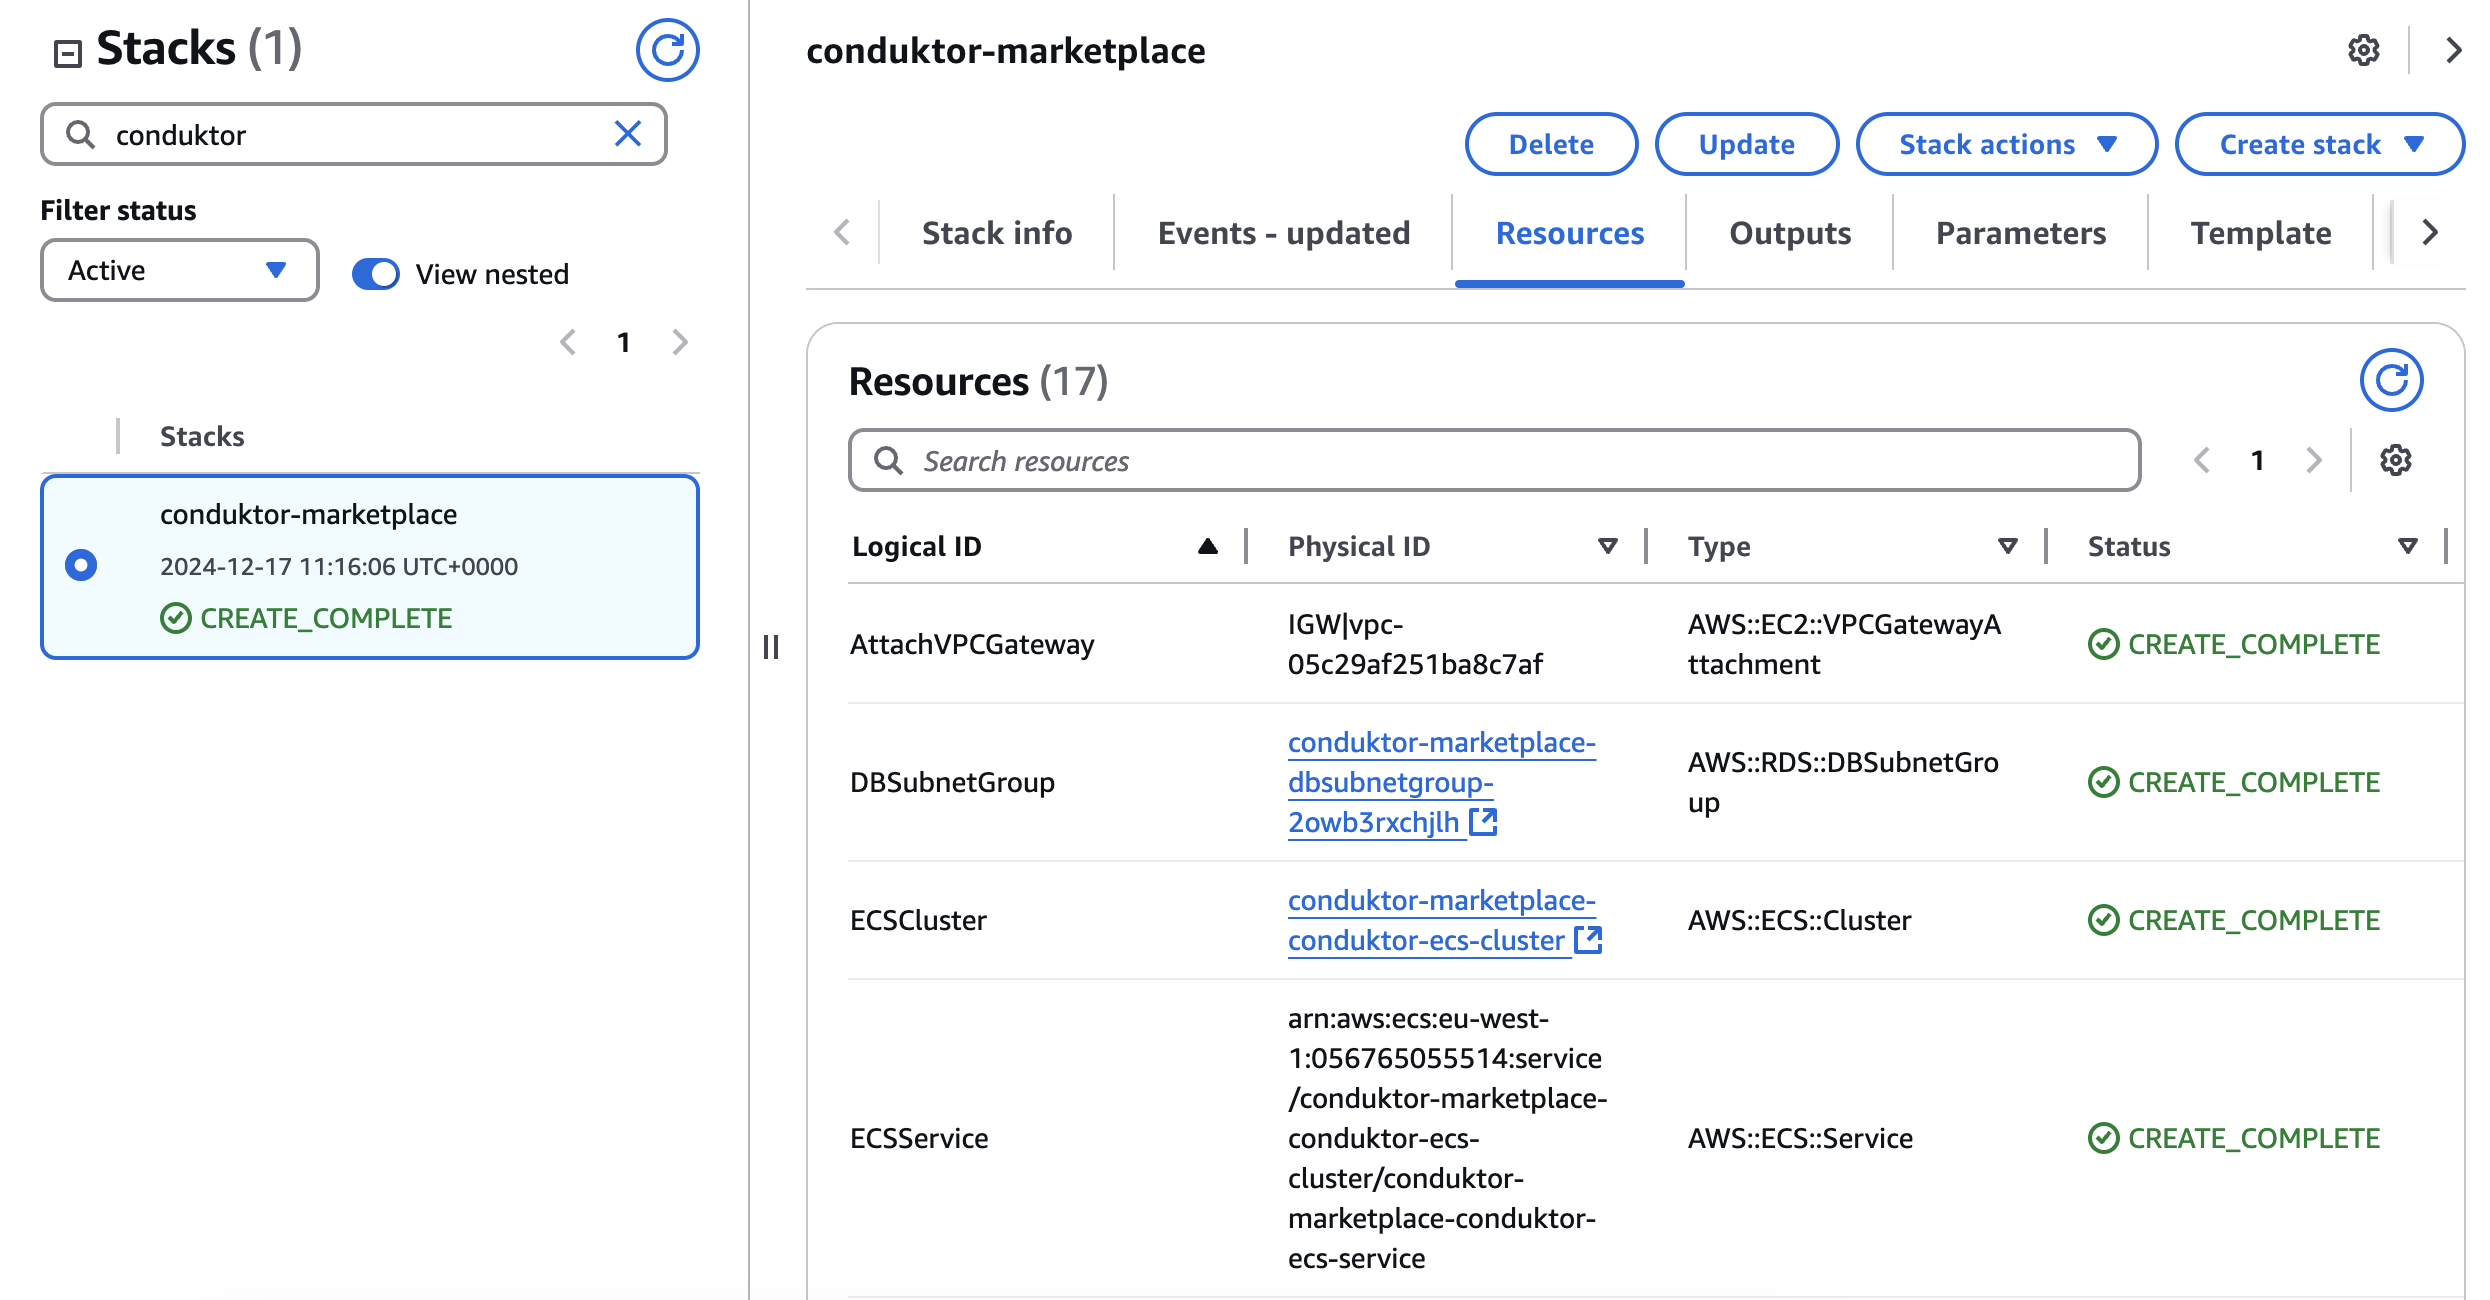 Stacks (1)
conduktor
Filter status
Active
View nested
1
Stacks
conduktor-marketplace
2024-12-17 11:16:06 UTC+0000
CREATE_COMPLETE
conduktor-marketplace
Delete
Update
Stack actions
Create stack
Stack info
Events - updated
Resources
Outputs
Parameters
Template
Resources (17)
Search resources
1
Logical ID
Physical ID
Type
Status
AttachVPCGateway
IGW|vpc-
05c29af251ba8c7af
AWS::EC2::VPCGatewayA
ttachment
CREATE_COMPLETE
DBSubnetGroup
conduktor-marketplace-
dbsubnetgroup-
2owb3rxchjlh
AWS::RDS::DBSubnetGro
up
CREATE_COMPLETE
ECSCluster
conduktor-marketplace-
conduktor-ecs-cluster
AWS::ECS::Cluster
CREATE_COMPLETE
ECSService
arn:aws:ecs:eu-west-
1:056765055514:service
/conduktor-marketplace-
conduktor-ecs-
cluster/conduktor-
marketplace-conduktor-
ecs-service
AWS::ECS::Service
CREATE_COMPLETE